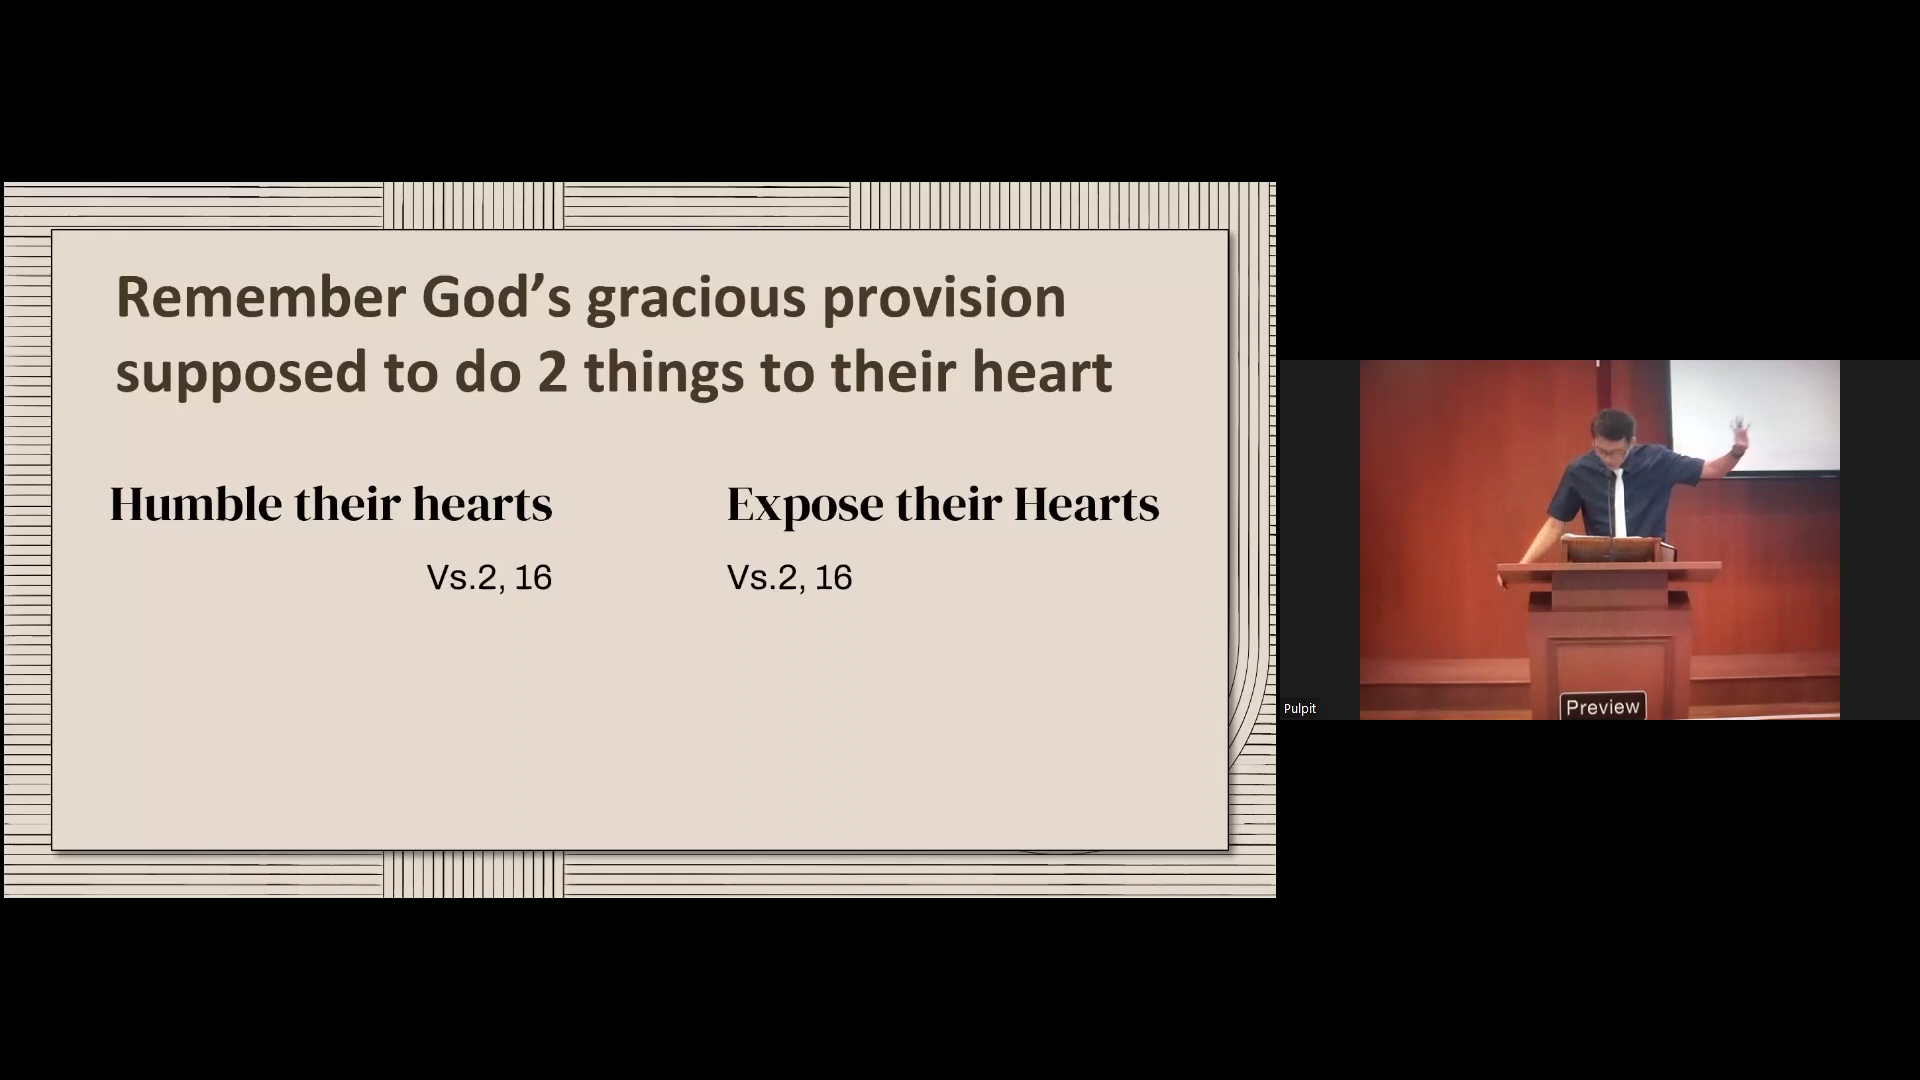 Remember God’s gracious provision
supposed to do 2 things to their heart
Humble their hearts
Vs.2, 16
Expose their Hearts
Vs.2, 16
Pulpit
Preview